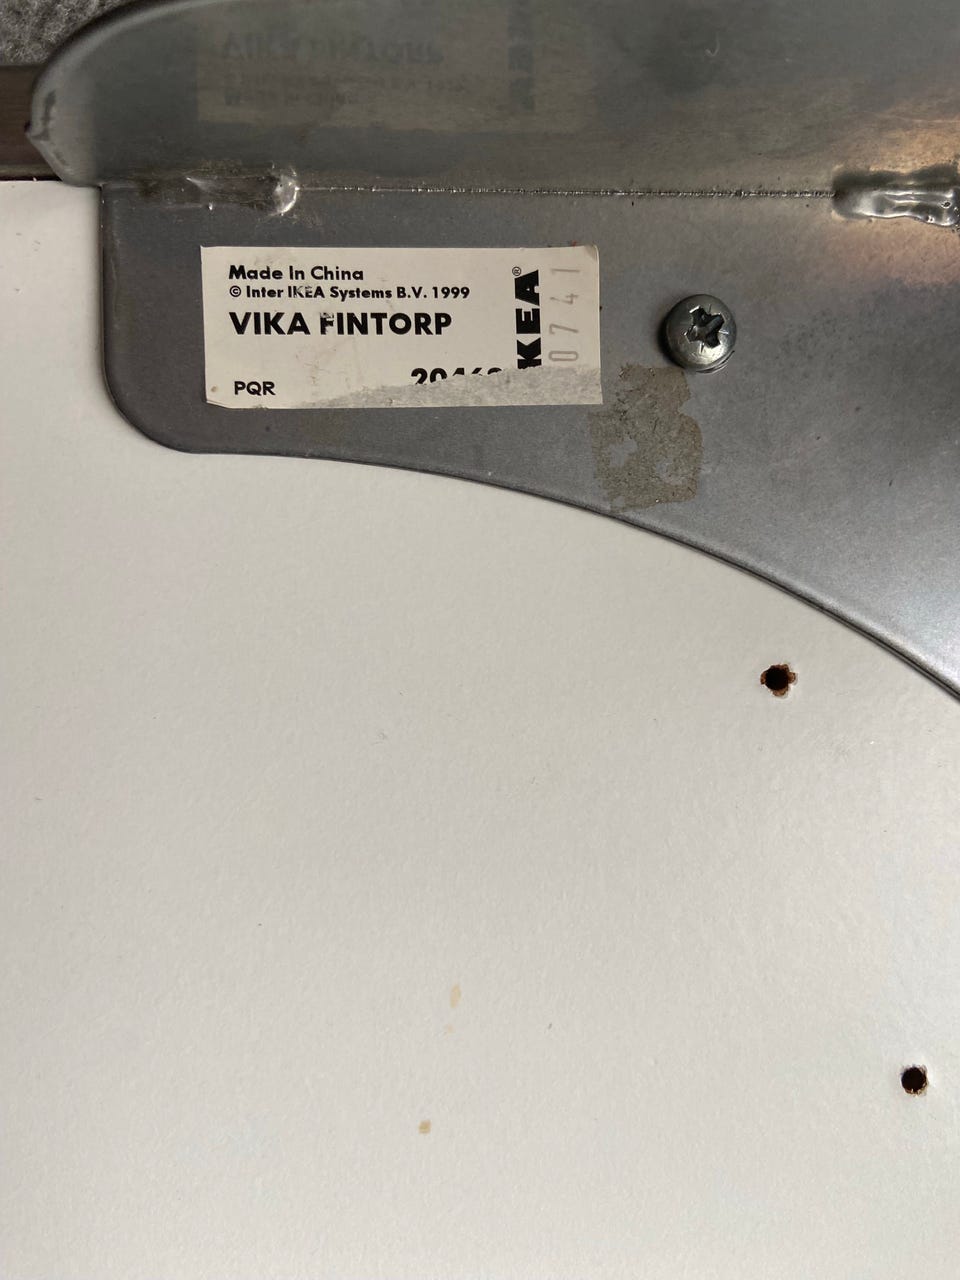 Made In China
© Inter IKEA Systems B.V. 1999
VIKA FINTORP
PQR
IKEA®
0741